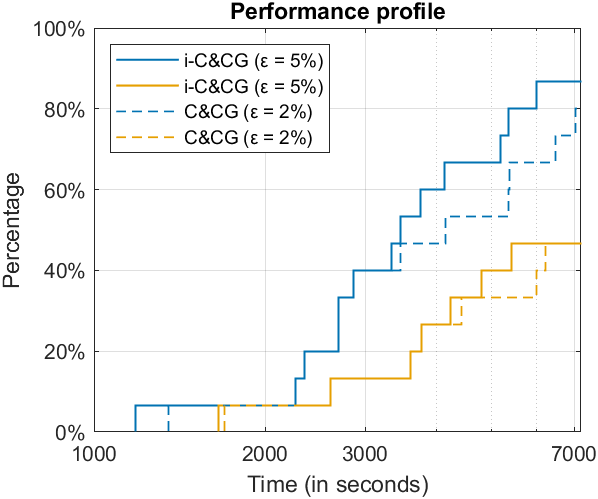 Performance profile
100%
80%
60%
40%
20%
0%
Percentage
i-C&CG (ε = 5%)
i-C&CG (ε = 5%)
C&CG (ε = 2%)
C&CG (ε = 2%)
1000 2000 3000 7000
Time (in seconds)